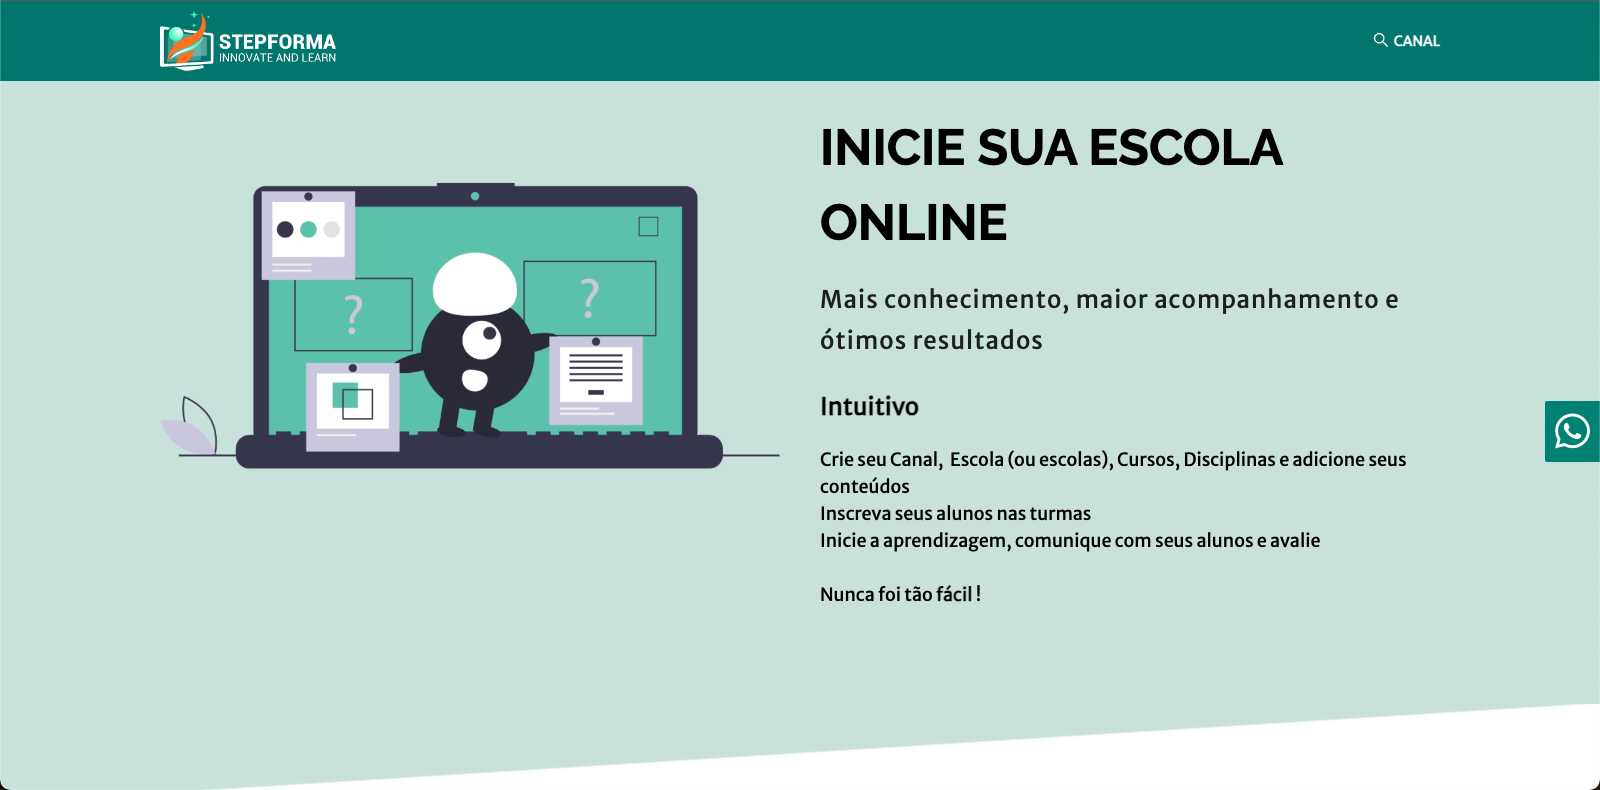 STEPFORMA
INNOVATE AND LEARN
CANAL
INICIE SUA ESCOLA
ONLINE
Mais conhecimento, maior acompanhamento e
ótimos resultados
? ?
Intuitivo
Crie seu Canal,  Escola (ou escolas), Cursos, Disciplinas e adicione seus
conteúdos
Inscreva seus alunos nas turmas
Inicie a aprendizagem, comunique com seus alunos e avalie
Nunca foi tão fácil !